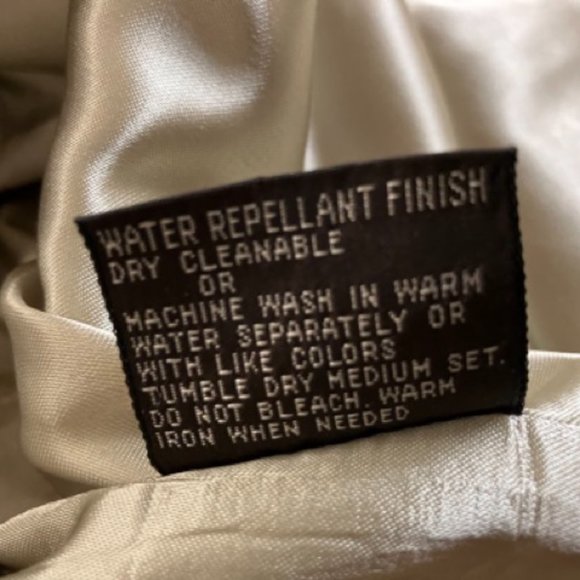 WATER REPELLANT FINISH
DRY CLEANABLE
OR
MACHINE WASH IN WARM
WATER SEPARATELY OR
WITH LIKE COLORS
TUMBLE DRY MEDIUM SET.
DO NOT BLEACH. WARM
IRON WHEN NEEDED